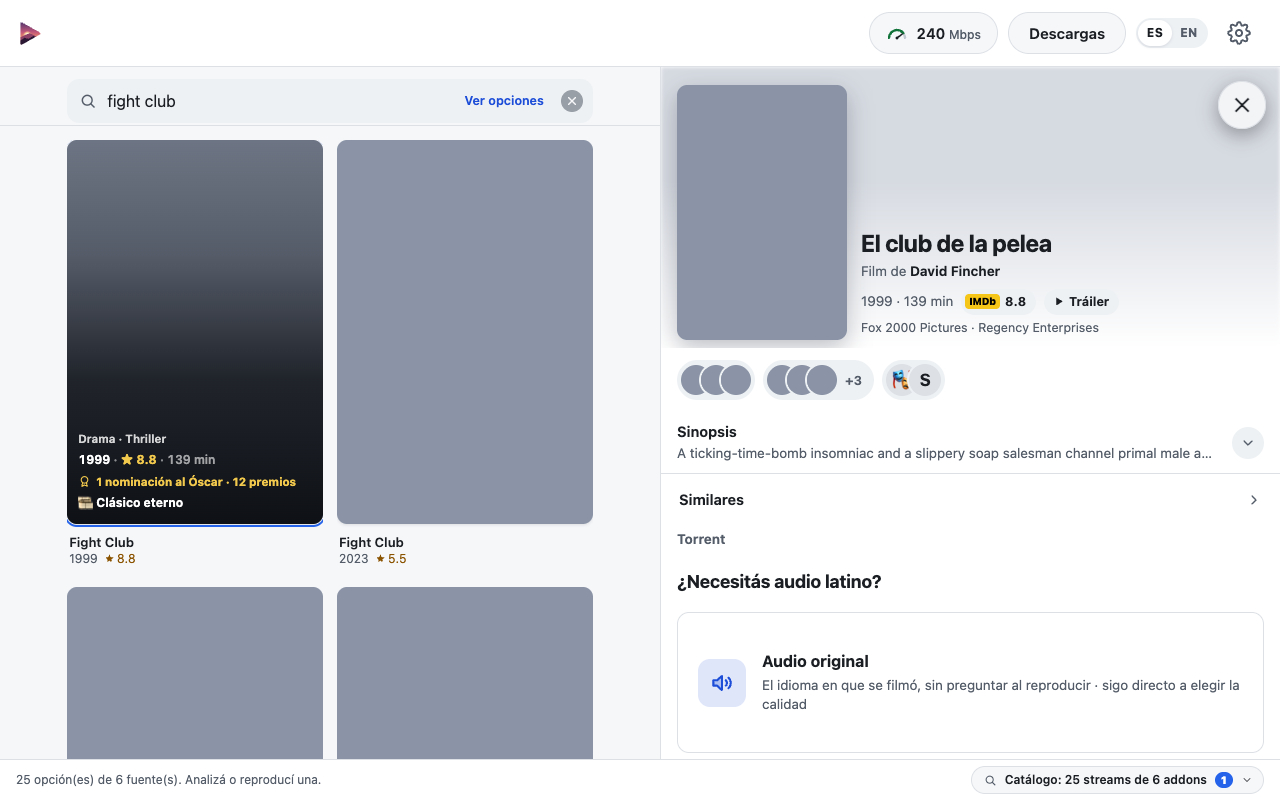 240 Mbps
Descargas
ES EN
fight club
Ver opciones
Drama · Thriller
1999 · 8.8 · 139 min
1 nominación al Óscar · 12 premios
Clásico eterno
Fight Club
1999 ★ 8.8
Fight Club
2023 ★ 5.5
El club de la pelea
Film de David Fincher
1999 · 139 min IMDb 8.8 Tráiler
Fox 2000 Pictures · Regency Enterprises
+3
S
Sinopsis
A ticking-time-bomb insomniac and a slippery soap salesman channel primal male a...
Similares
Torrent
¿Necesitás audio latino?
Audio original
El idioma en que se filmó, sin preguntar al reproducir · sigo directo a elegir la
calidad
25 opción(es) de 6 fuente(s). Analizá o reproducí una.
Catálogo: 25 streams de 6 addons 1